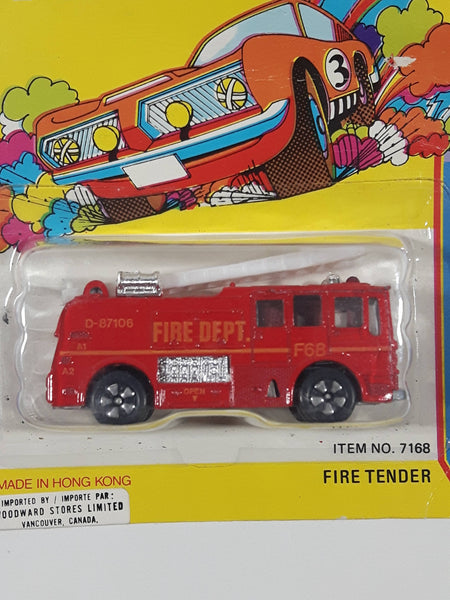 3
D-87106
FIRE DEPT.
A1
F68
A2
OPEN
ITEM NO. 7168
MADE IN HONG KONG
FIRE TENDER
IMPORTED BY / IMPORTE PAR:
WOODWARD STORES LIMITED
VANCOUVER, CANADA.